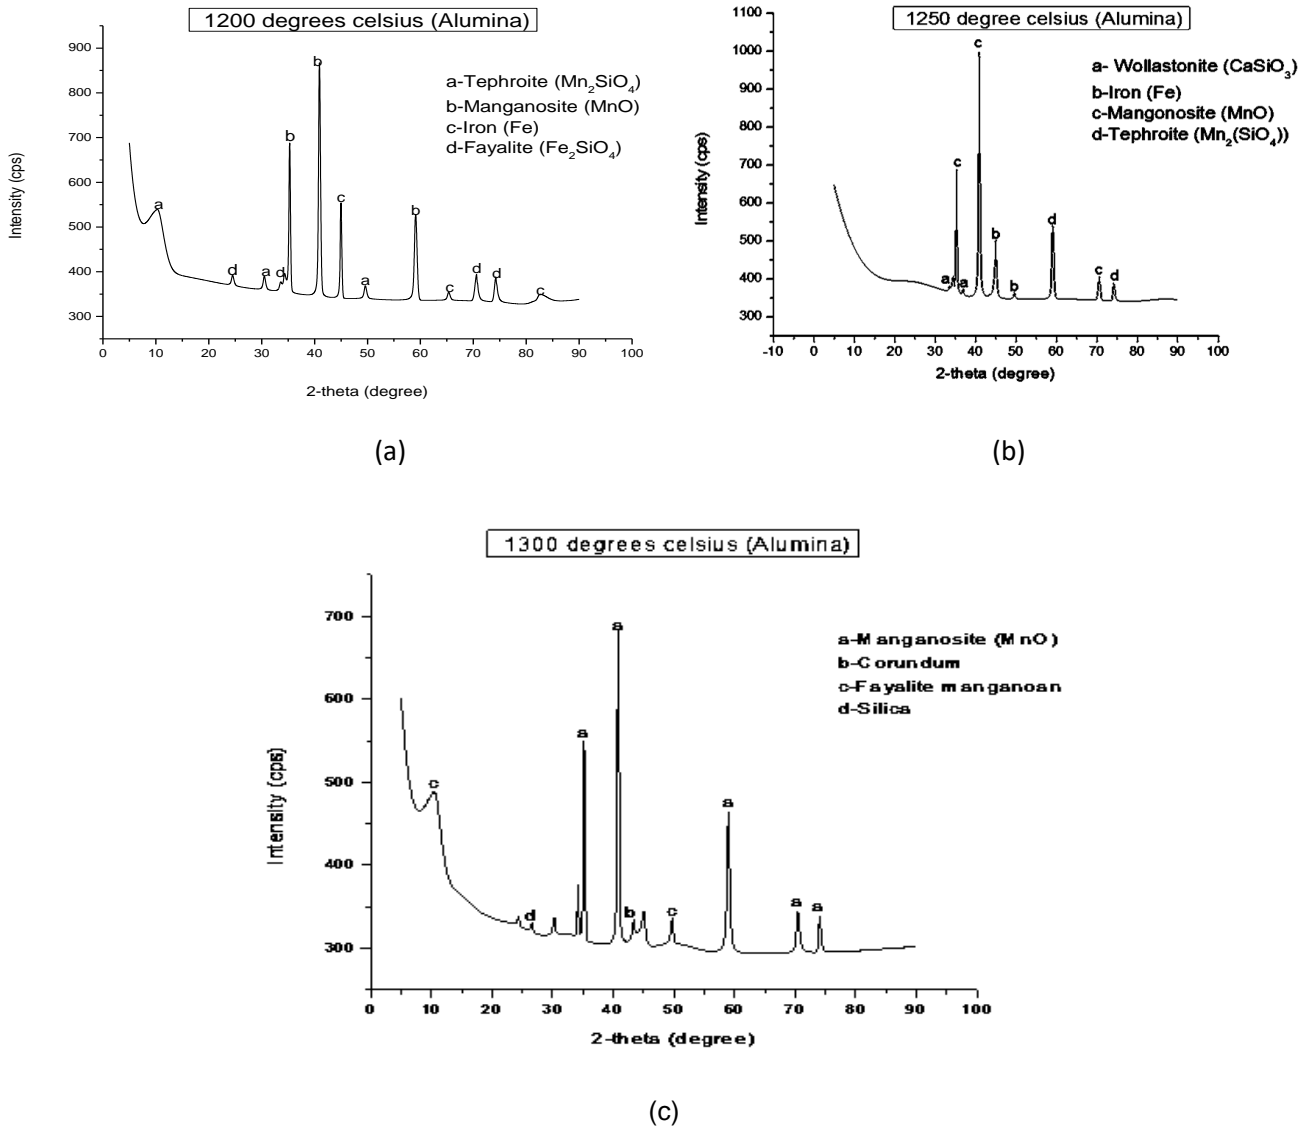 1200 degrees celsius (Alumina)
a-Tephroite (Mn2SiO4)
b-Manganosite (MnO)
c-Iron (Fe)
d-Fayalite (Fe2SiO4)
Intensity (cps)
900
800
700
600
500
400
300
a
d
a
d
b
b
c
a
b
c
d
d
c
0 10 20 30 40 50 60 70 80 90 100
2-theta (degree)
(a)
1250 degree celsius (Alumina)
a- Wollastonite (CaSiO3)
b-Iron (Fe)
c-Mangonosite (MnO)
d-Tephroite (Mn2(SiO4))
Intensity (cps)
1100
1000
900
800
700
600
500
400
300
a
c
a
c
b
b
d
c
d
-10 0 10 20 30 40 50 60 70 80 90 100
2-theta (degree)
(b)
1300 degrees celsius (Alumina)
a-Manganosite (MnO)
b-Corundum
c-Fayalite manganoan
d-Silica
Intensity (cps)
700
600
500
400
300
c
d
a
a
b
c
a
a
a
0 10 20 30 40 50 60 70 80 90 100
2-theta (degree)
(c)